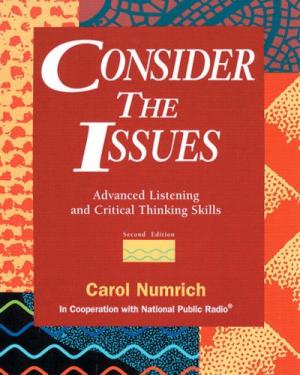 CONSIDER
THE
ISSUES
Advanced Listening
and Critical Thinking Skills
Second Edition
Carol Numrich
In Cooperation with National Public Radio®